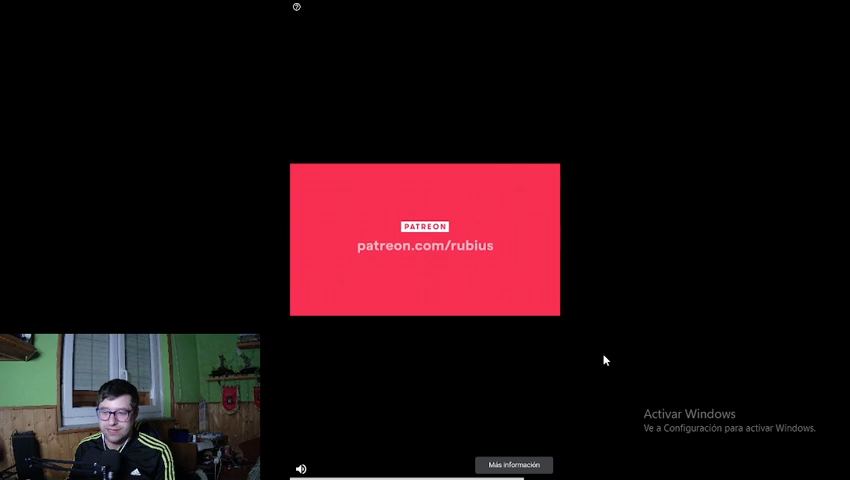 PATREON
patreon.com/rubius
Activar Windows
Ve a Configuración para activar Windows.
Más información